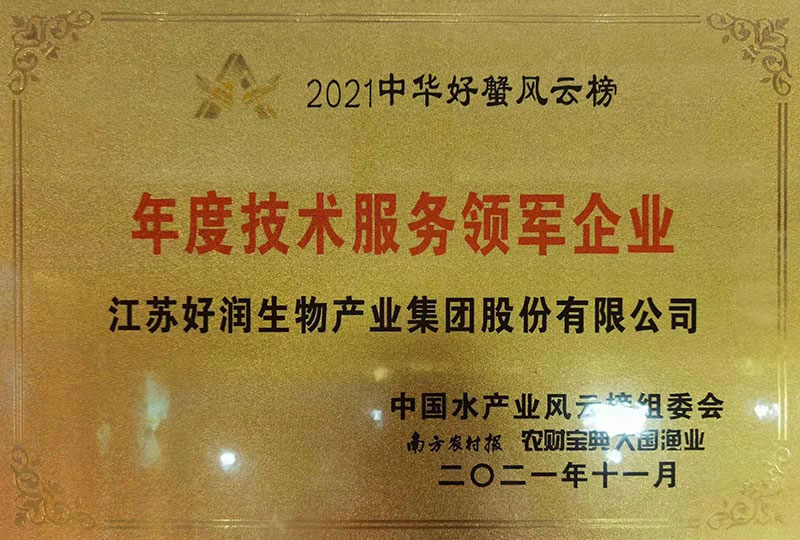 2021中华好蟹风云榜
年度技术服务领军企业
江苏好润生物产业集团股份有限公司
中国水产业风云榜组委会
南方农村报 农财宝典 大国渔业
二〇二一年十一月